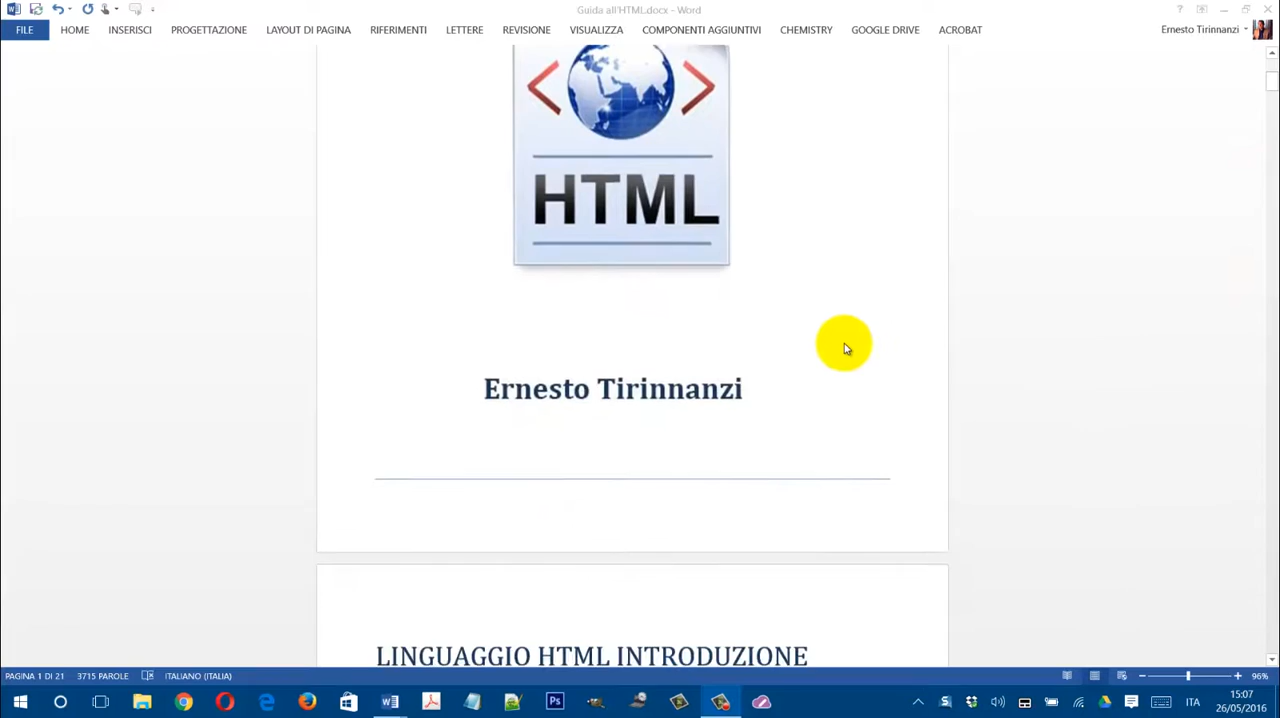 Guida all'HTML.docx - Word
FILE HOME INSERISCI PROGETTAZIONE LAYOUT DI PAGINA RIFERIMENTI LETTERE REVISIONE VISUALIZZA COMPONENTI AGGIUNTIVI CHEMISTRY GOOGLE DRIVE ACROBAT Ernesto Tirinnanzi
HTML
Ernesto Tirinnanzi
LINGUAGGIO HTML INTRODUZIONE
PAGINA 1 DI 21 3715 PAROLE ITALIANO (ITALIA) 96%
Ps ITA 15:07
26/05/2016